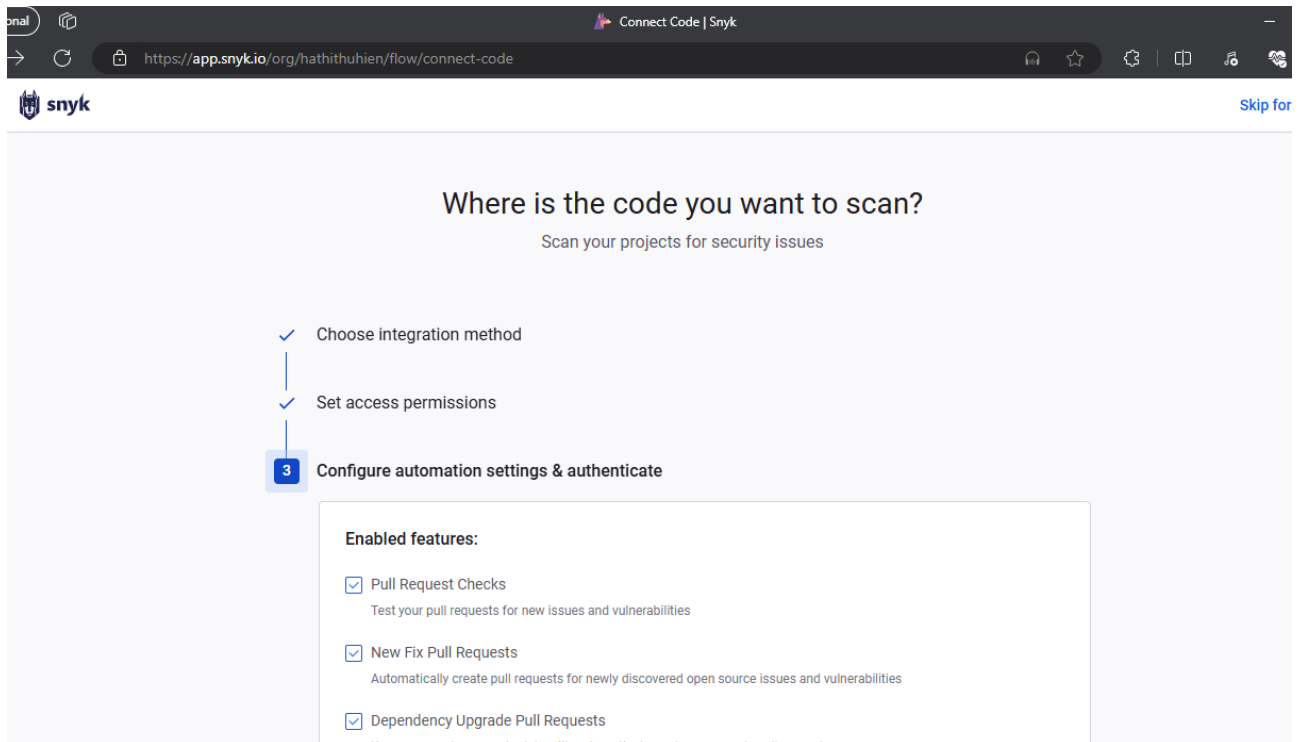 onal
Connect Code | Snyk
https://app.snyk.io/org/hathithuhien/flow/connect-code
snyk
Skip for
Where is the code you want to scan?
Scan your projects for security issues
Choose integration method
Set access permissions
3 Configure automation settings & authenticate
Enabled features:
Pull Request Checks
Test your pull requests for new issues and vulnerabilities
New Fix Pull Requests
Automatically create pull requests for newly discovered open source issues and vulnerabilities
Dependency Upgrade Pull Requests